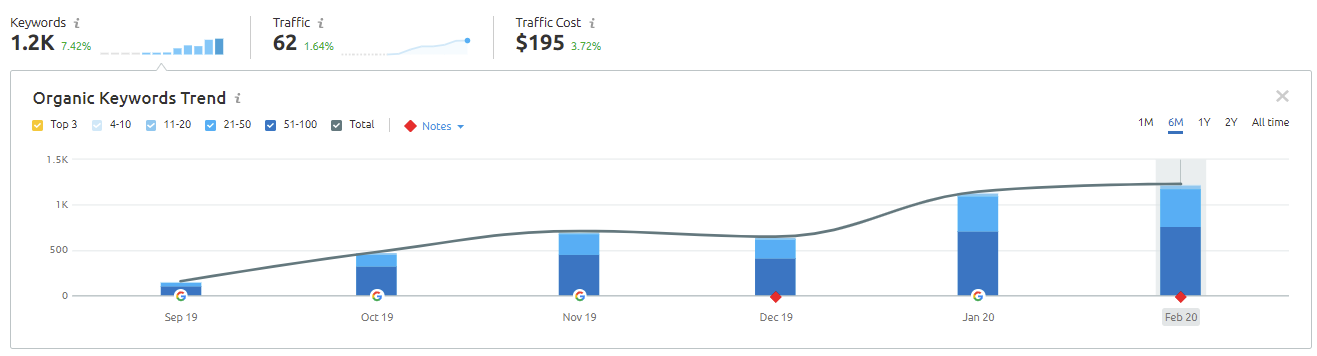 Keywords i Traffic i Traffic Cost i
1.2K 7.42% 62 1.64% $195 3.72%
Organic Keywords Trend i
Top 3 4-10 11-20 21-50 51-100 Total Notes 1M 6M 1Y 2Y All time
1.5K
1K
500
0
G G G G
Sep 19 Oct 19 Nov 19 Dec 19 Jan 20 Feb 20